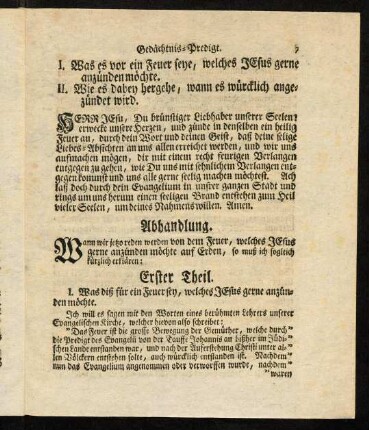 Gedächtnis-Predigt. 9
I. Was es vor ein Feuer seye, welches JEsus gerne
anzünden möchte.
II. Wie es dabey hergehe, wann es würcklich ange-
zündet wird.
HERR JEsu, Du brünstiger Liebhaber unserer Seelen!
erwecke unsere Hertzen, und zünde in denselben ein heilig
Feuer an, durch dein Wort und deinen Geist, daß deine selige
Liebes-Absichten an uns allen erreichet werden, und wir uns
aufmachen mögen, dir mit einem recht feurigen Verlangen
entgegen zu gehen, wie Du uns mit sehnlichem Verlangen ent-
gegen kommst und uns alle gerne seelig machen möchtest. Ach
laß doch durch dein Evangelium in unserer gantzen Stadt und
rings um uns herum einen seeligen Brand entstehen zum Heil
vieler Seelen, um deines Nahmens willen. Amen.
Abhandlung.
Wann wir jetzo reden werden von dem Feuer, welches JEsus
gerne anzünden möchte auf Erden, so muß ich sogleich
kürtzlich erklären:
Erster Theil.
I. Was diß für ein Feuer sey, welches JEsus gerne anzün-
den möchte.
Ich will es sagen mit den Worten eines berühmten Lehrers unserer
Evangelischen Kirche, welcher hievon also schreibet:
"Das Feuer ist die grosse Bewegung der Gemüther, welche durch"
die Predigt des Evangelii von der Tauffe Johannis an bißher im Jüdi-"
schen Lande entstanden war, und nach der Auferstehung Christi unter al-"
len Völckern entstehen solte, auch würcklich entstanden ist. Nachdem"
nun das Evangelium angenommen oder verworffen wurde, nachdem"
"waren